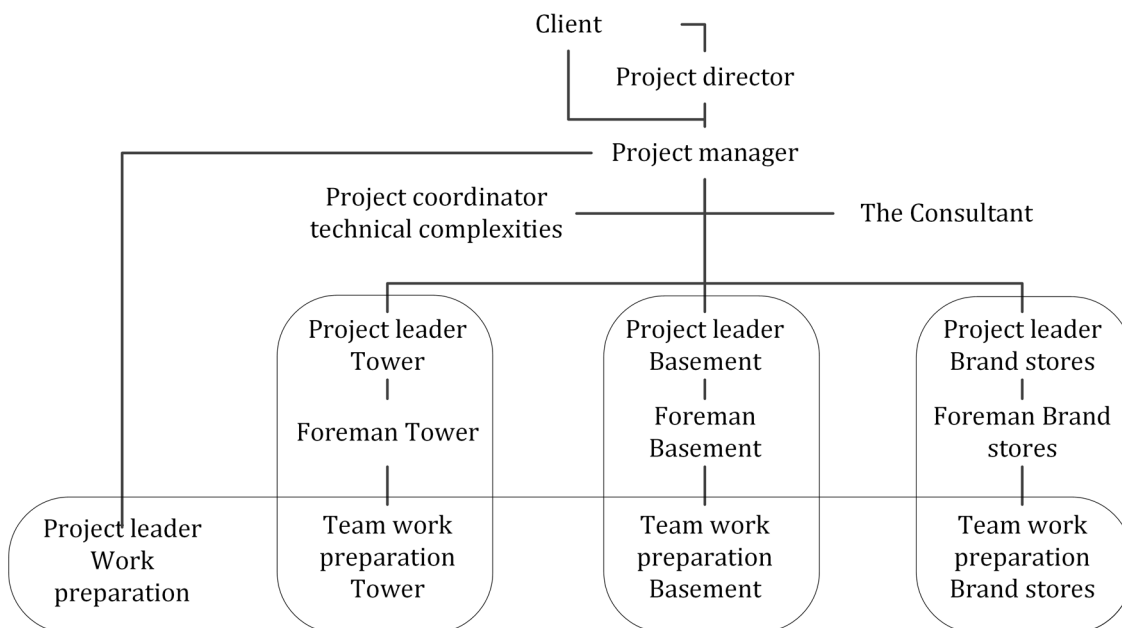 Client
Project director
Project manager
Project coordinator
technical complexities
The Consultant
Project leader
Tower
Project leader
Basement
Project leader
Brand stores
Foreman Tower
Foreman
Basement
Foreman Brand
stores
Project leader
Work
preparation
Team work
preparation
Tower
Team work
preparation
Basement
Team work
preparation
Brand stores